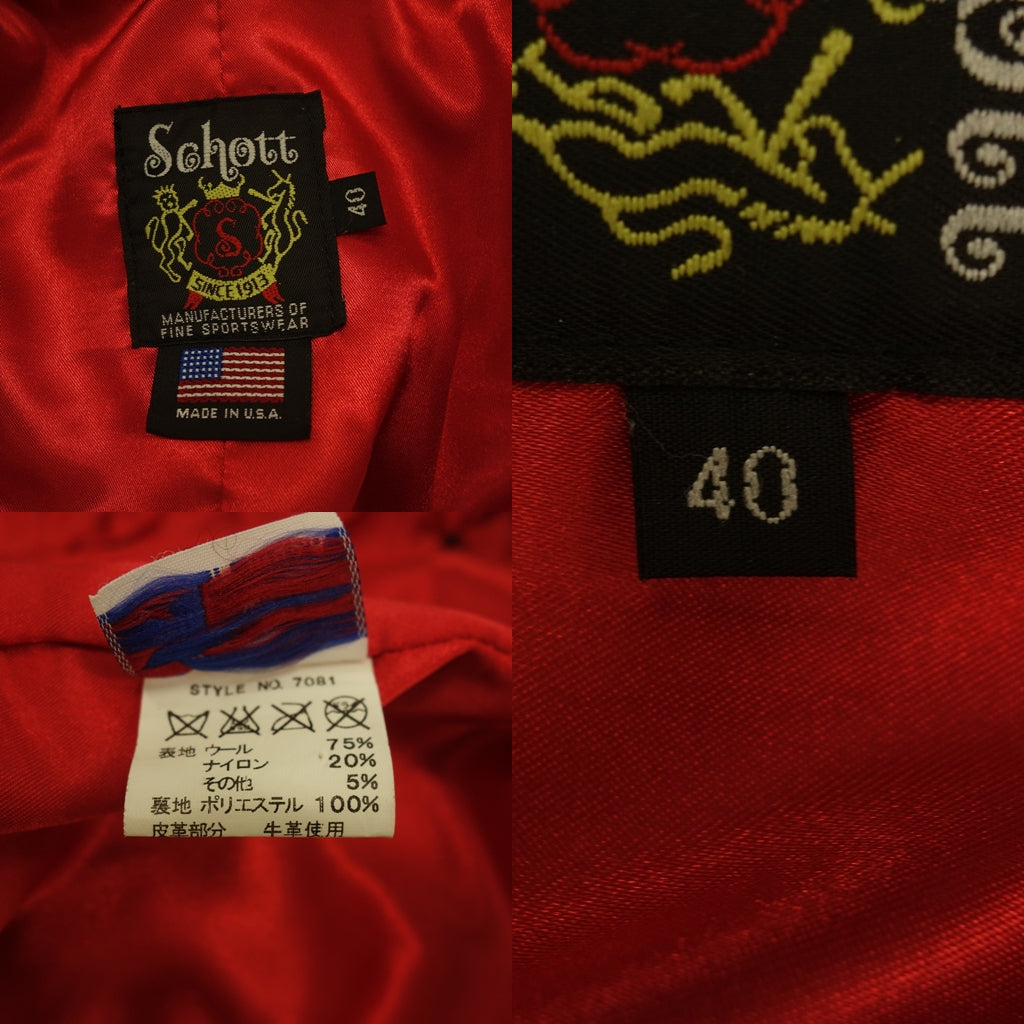 Schott
40
S
SINCE 1913
MANUFACTURERS OF
FINE SPORTSWEAR
MADE IN U.S.A.
40
STYLE NO. 7081
表地 ウール 75%
ナイロン 20%
その他 5%
裏地 ポリエステル 100%
皮革部分 牛革使用